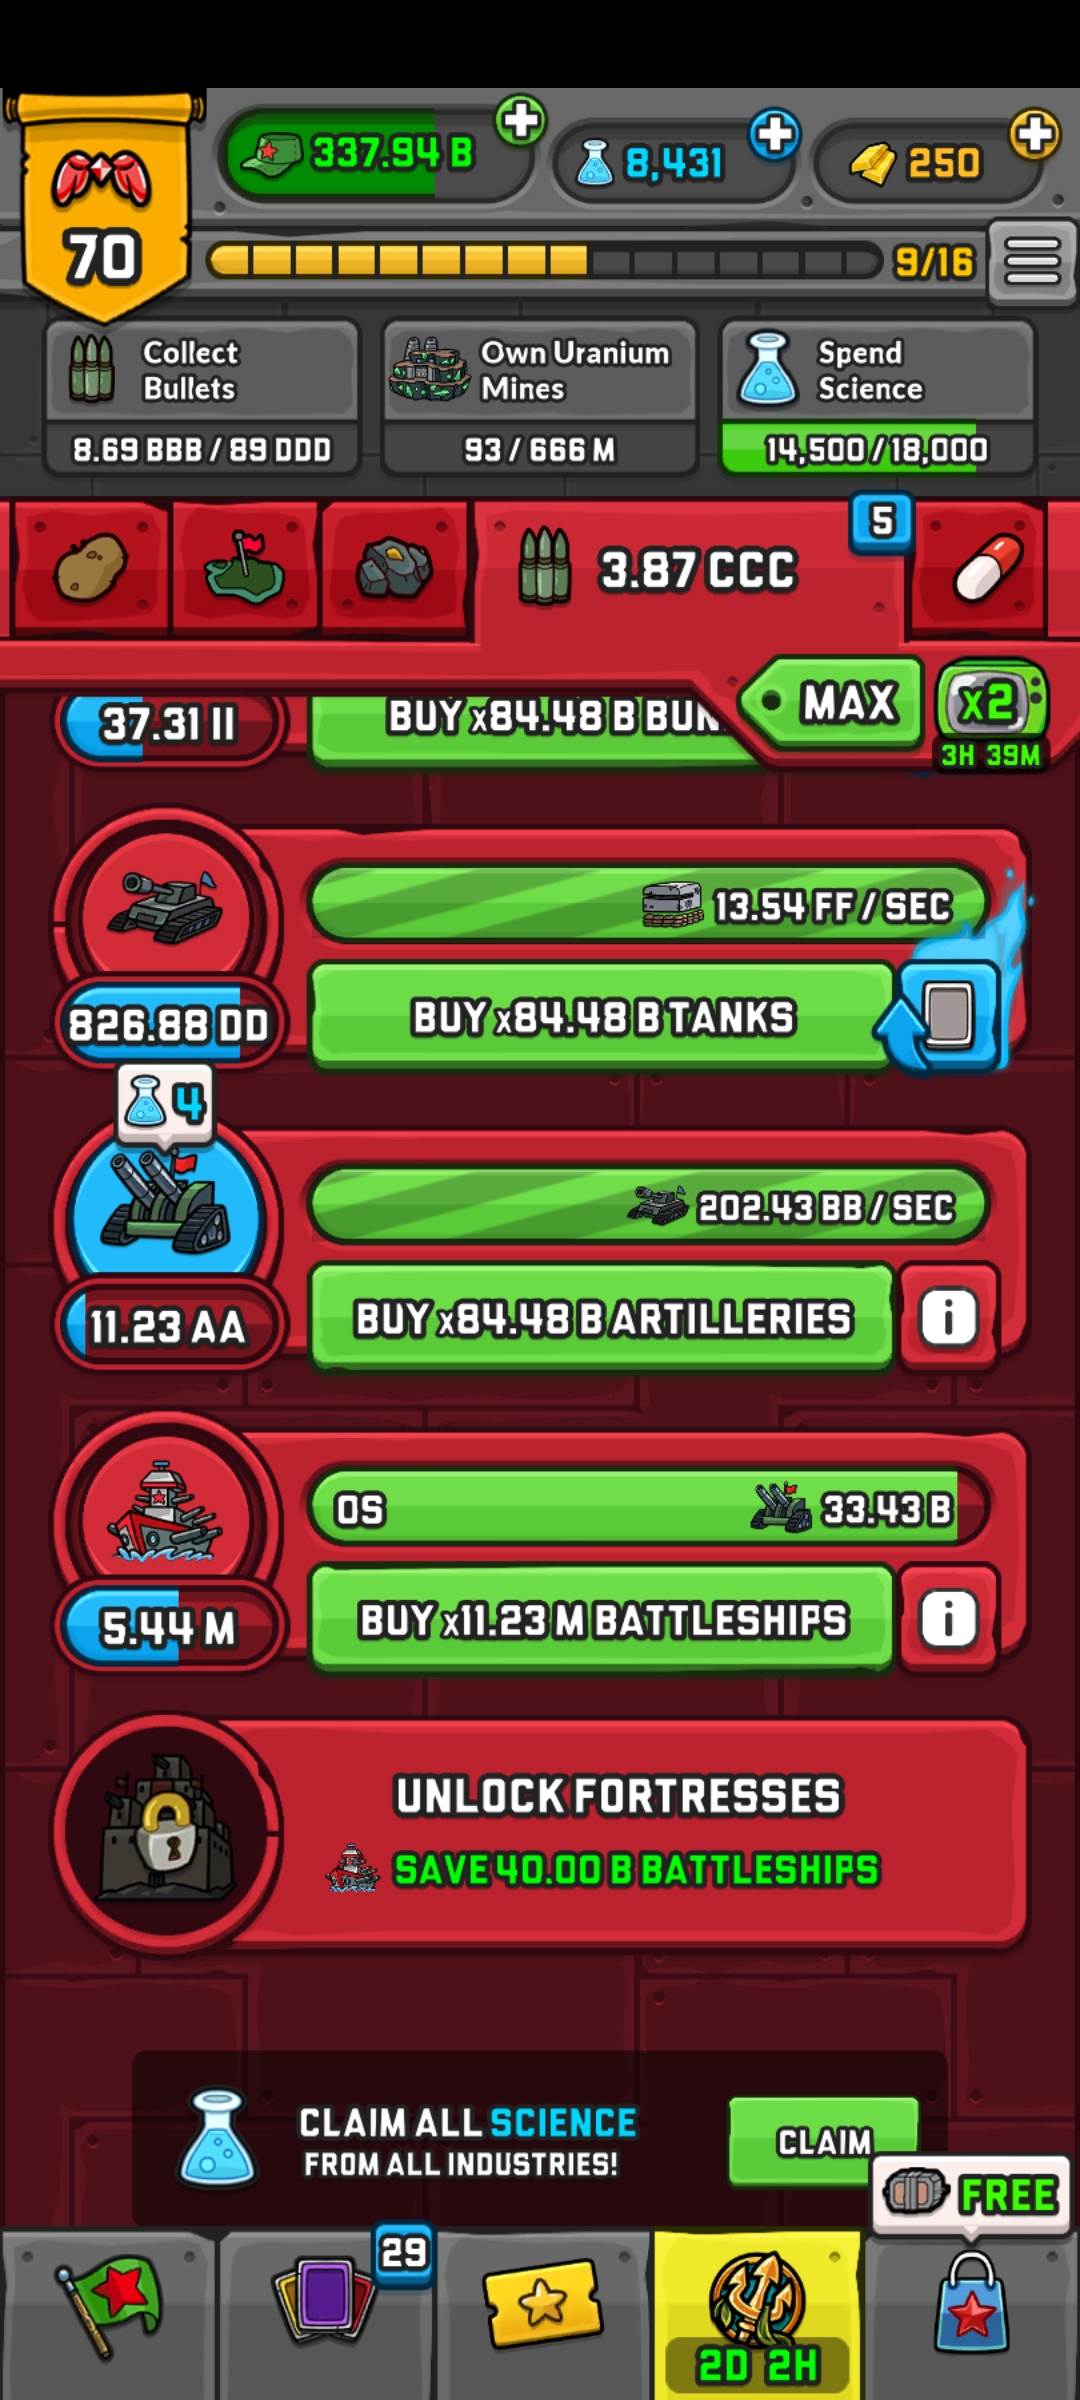 70
337.94 B
8,431
250
9/16
Collect
Bullets
8.69 BBB / 89 DDD
Own Uranium
Mines
93 / 666 M
Spend
Science
14,500/18,000
3.87 CCC
5
MAX
x2
3H 39M
37.31 II
BUY x84.48 B BUN
13.54 FF / SEC
826.88 DD
BUY x84.48 B TANKS
4
202.43 BB / SEC
11.23 AA
BUY x84.48 B ARTILLERIES
i
0S
33.43 B
5.44 M
BUY x11.23 M BATTLESHIPS
i
UNLOCK FORTRESSES
SAVE 40.00 B BATTLESHIPS
CLAIM ALL SCIENCE
FROM ALL INDUSTRIES!
CLAIM
FREE
29
2D 2H